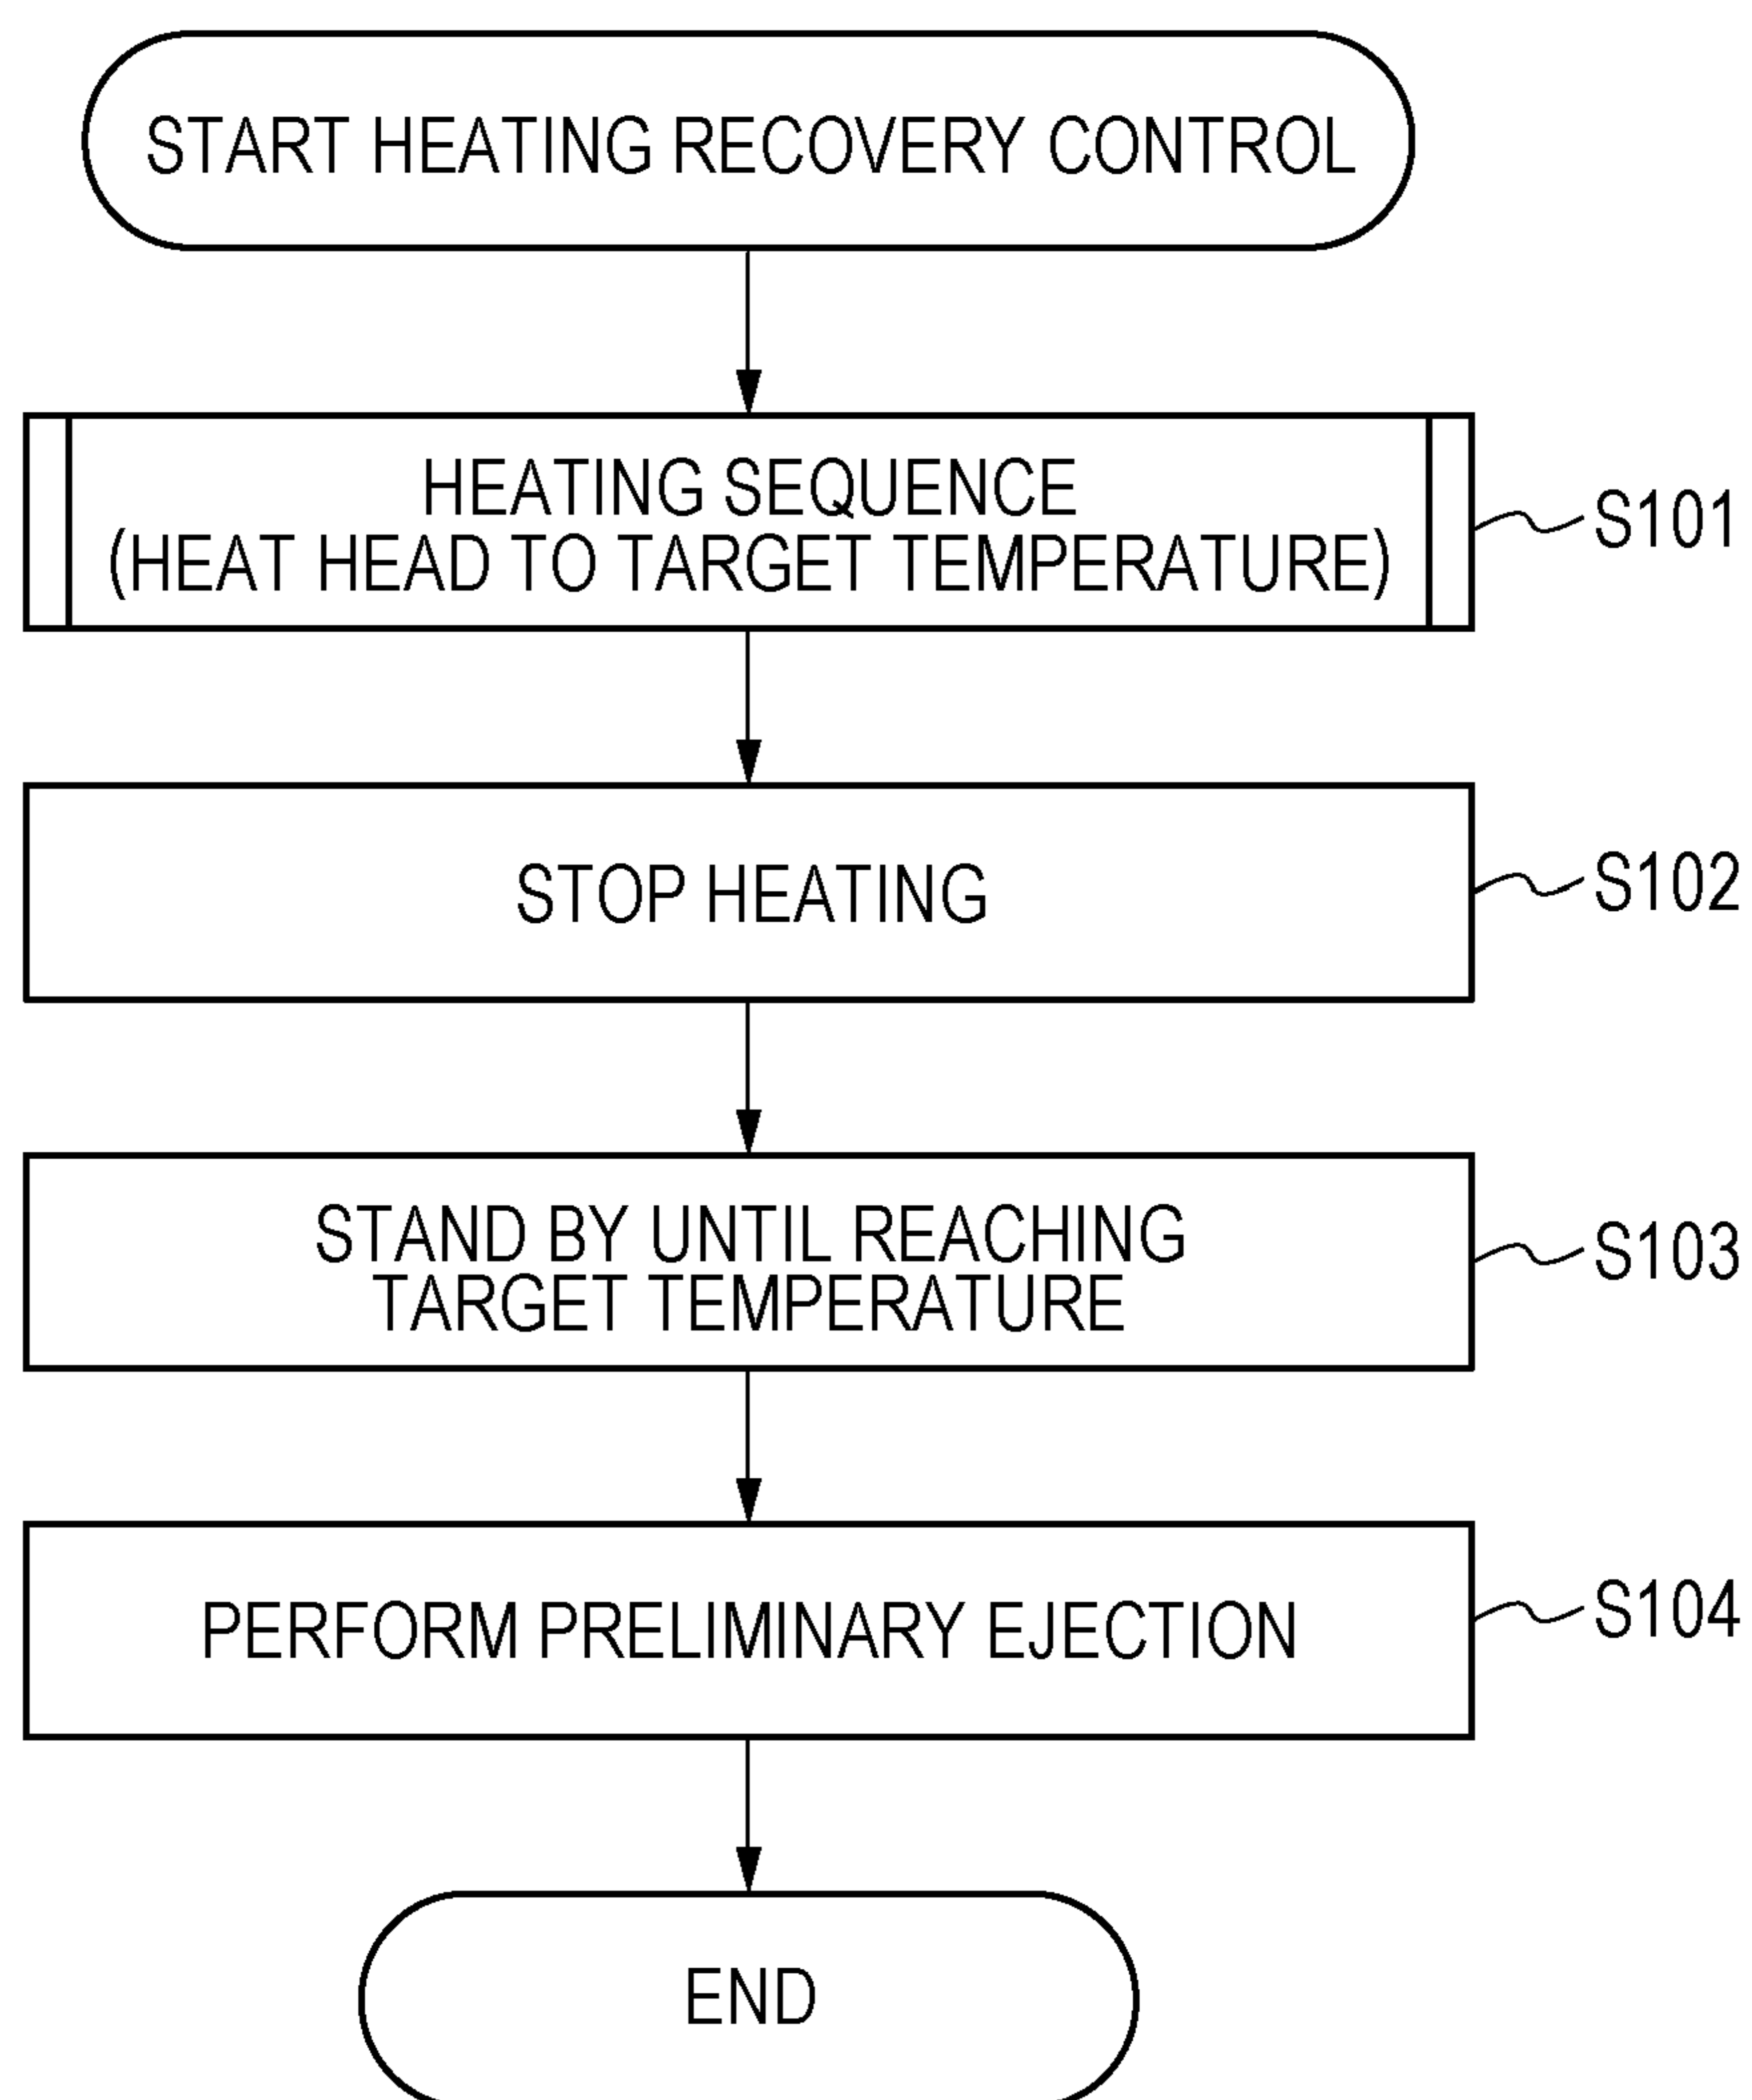 START HEATING RECOVERY CONTROL
HEATING SEQUENCE
(HEAT HEAD TO TARGET TEMPERATURE)
S101
STOP HEATING
S102
STAND BY UNTIL REACHING
TARGET TEMPERATURE
S103
PERFORM PRELIMINARY EJECTION
S104
END